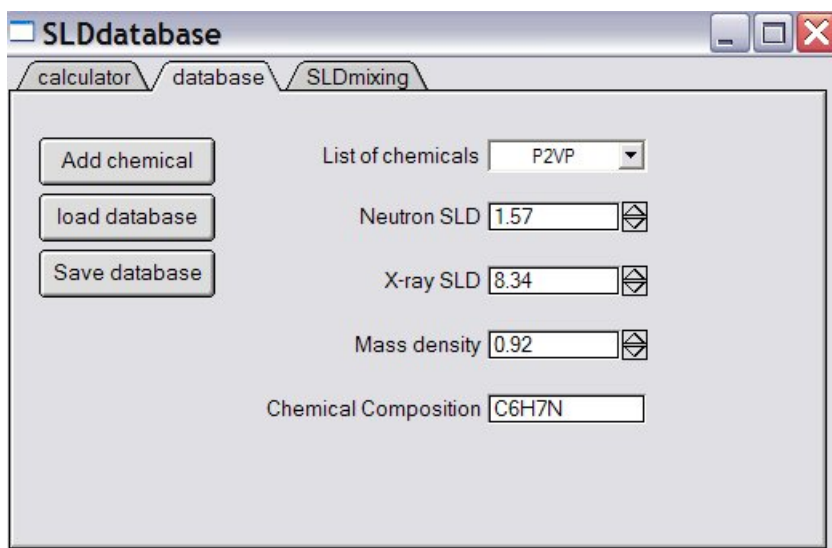 SLDdatabase
calculator database SLDmixing
Add chemical
load database
Save database
List of chemicals P2VP
Neutron SLD 1.57
X-ray SLD 8.34
Mass density 0.92
Chemical Composition C6H7N